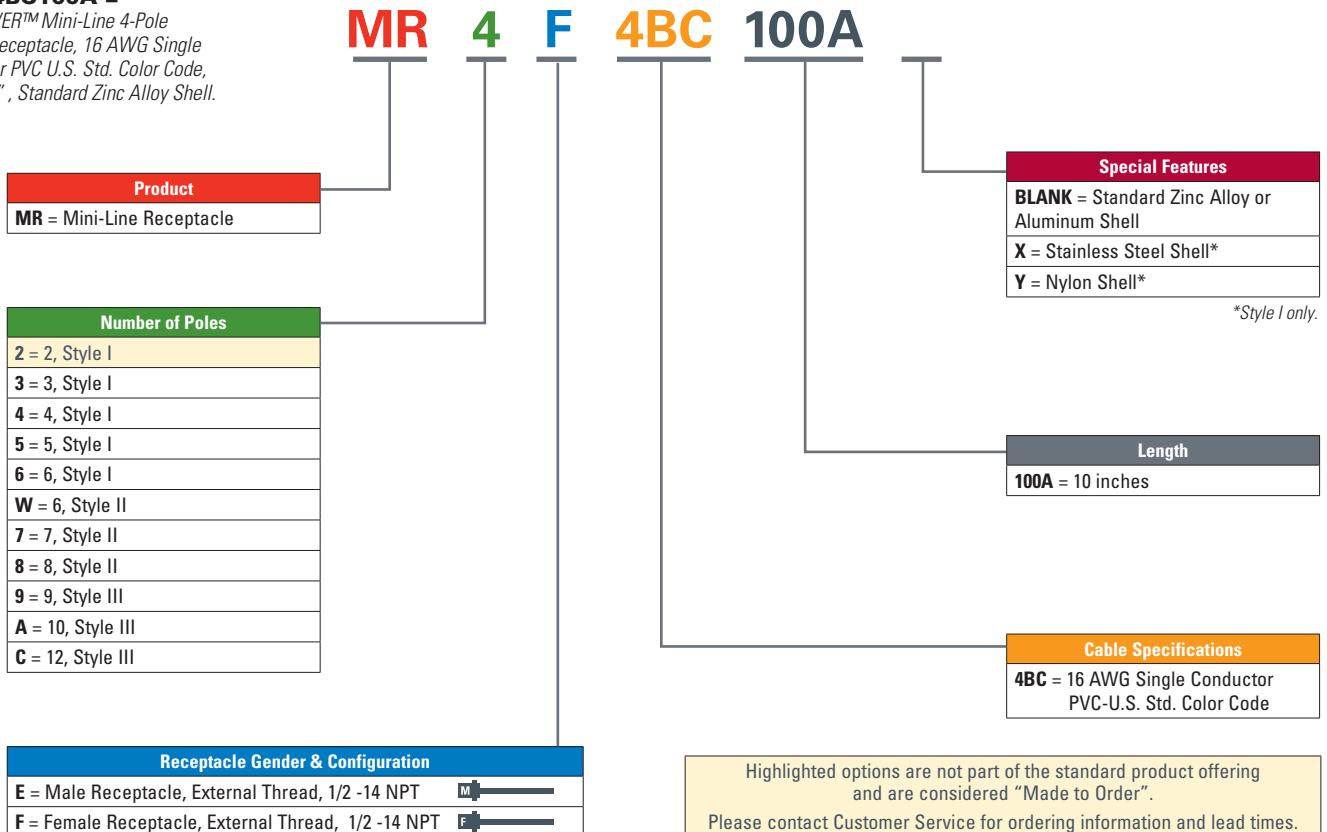 = 
ER™ Mini-Line 4-Pole
eceptacle, 16 AWG Single
r PVC U.S. Std. Color Code,
", Standard Zinc Alloy Shell.
MR 4 F 4BC 100A
Product
MR = Mini-Line Receptacle
Number of Poles
2 = 2, Style I
3 = 3, Style I
4 = 4, Style I
5 = 5, Style I
6 = 6, Style I
W = 6, Style II
7 = 7, Style II
8 = 8, Style II
9 = 9, Style III
A = 10, Style III
C = 12, Style III
Receptacle Gender & Configuration
E = Male Receptacle, External Thread, 1/2 -14 NPT M
F = Female Receptacle, External Thread, 1/2 -14 NPT F
Special Features
BLANK = Standard Zinc Alloy or
Aluminum Shell
X = Stainless Steel Shell*
Y = Nylon Shell*
*Style I only.
Length
100A = 10 inches
Cable Specifications
4BC = 16 AWG Single Conductor
PVC-U.S. Std. Color Code
Highlighted options are not part of the standard product offering
and are considered “Made to Order”.
Please contact Customer Service for ordering information and lead times.